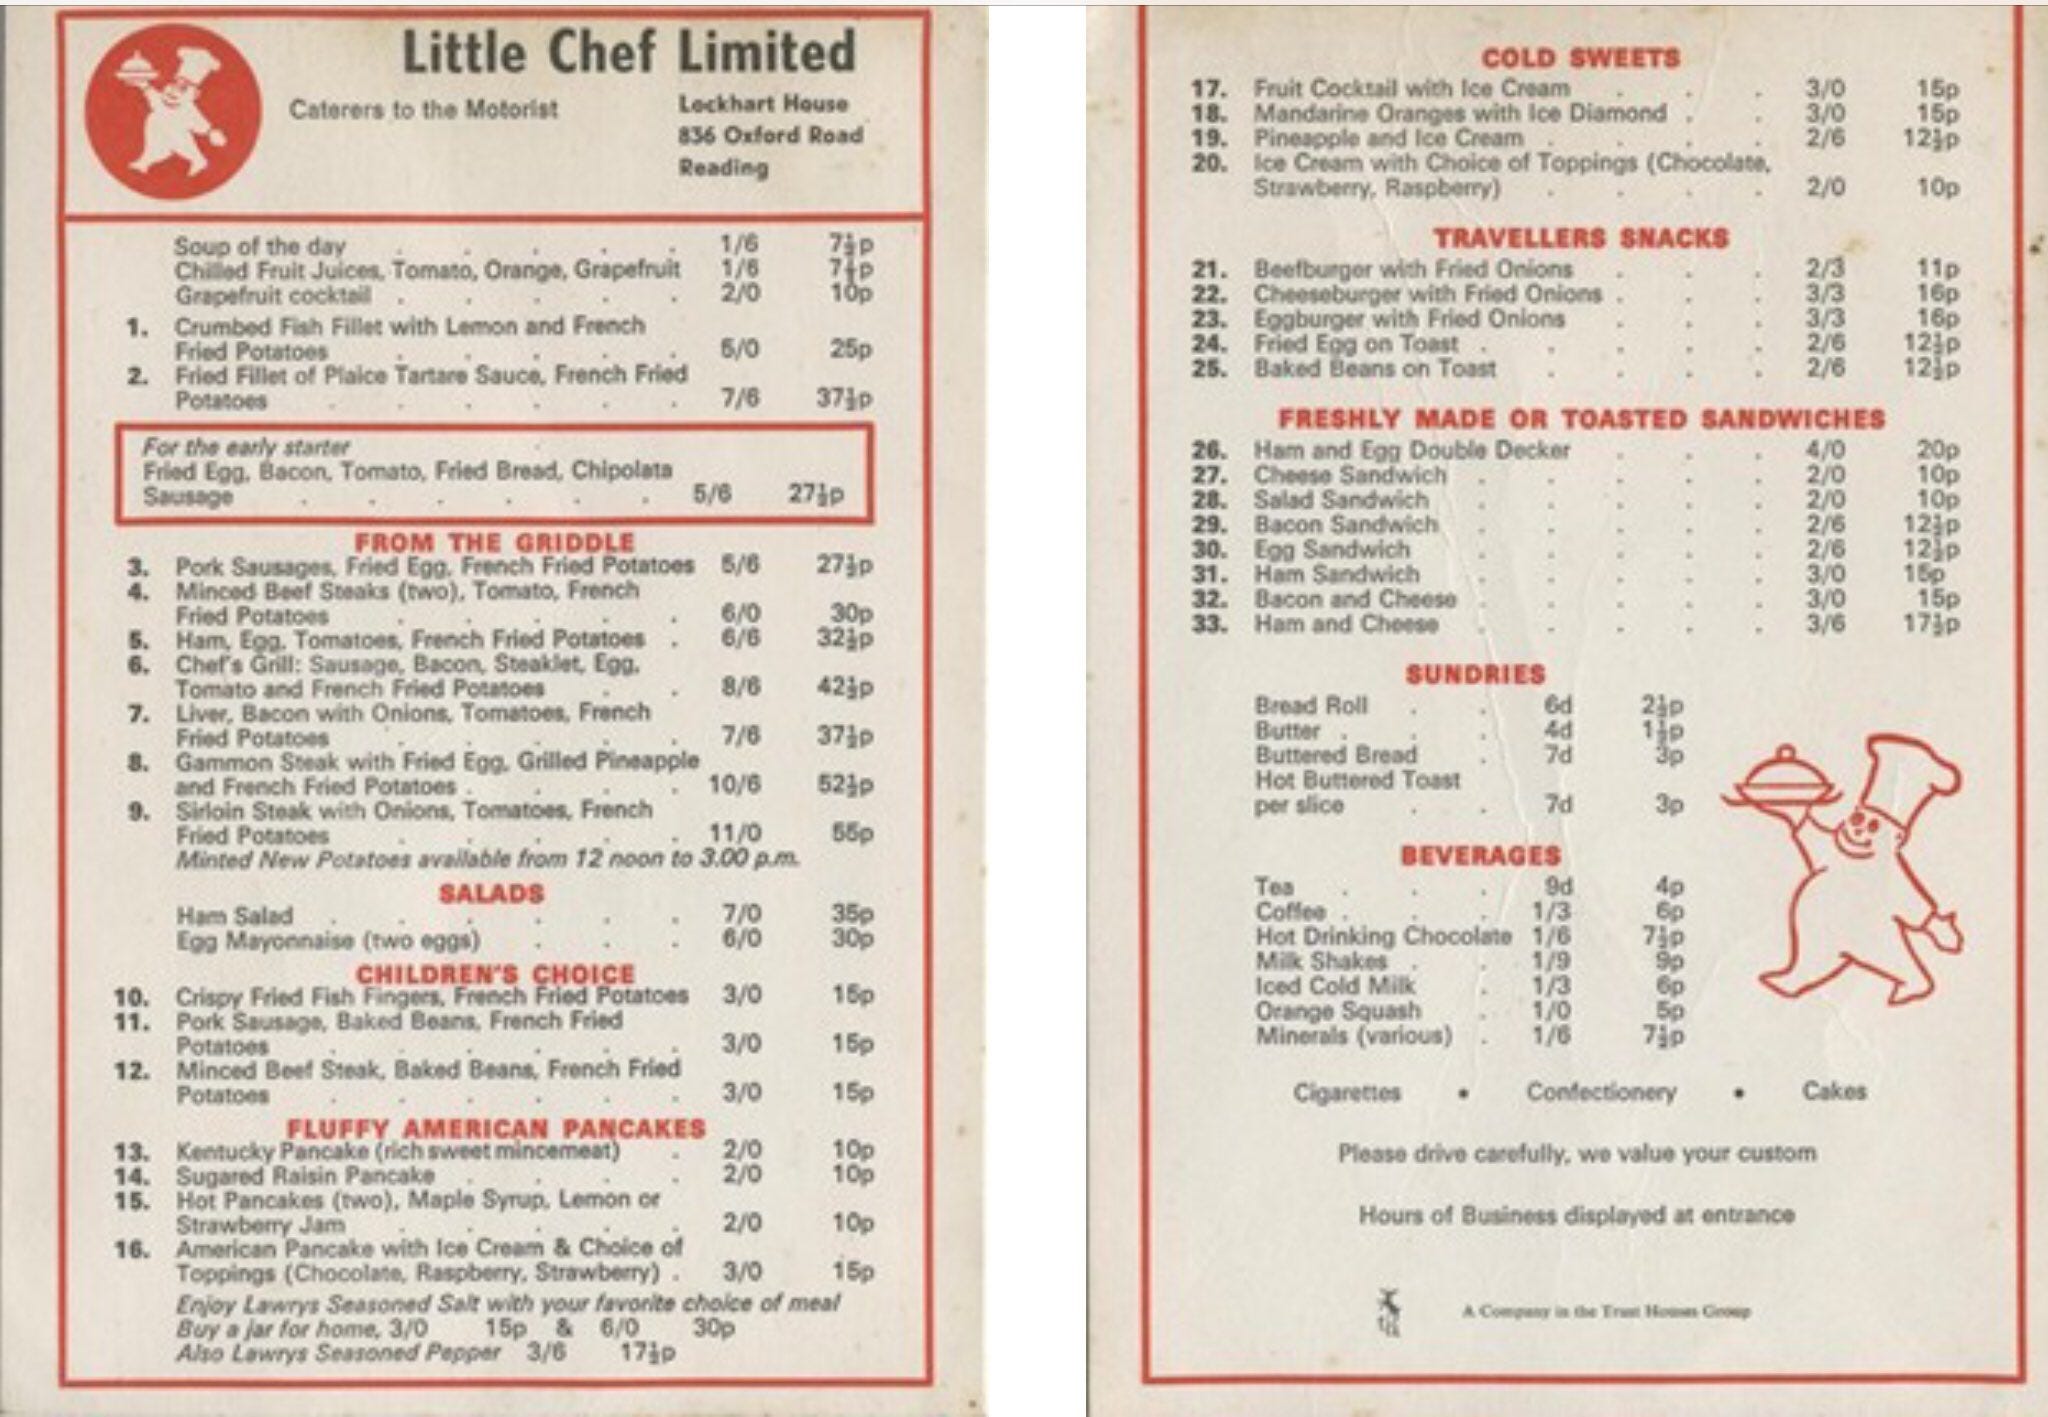 Little Chef Limited
Caterers to the Motorist
Lockhart House
836 Oxford Road
Reading
Soup of the day . . . . . 1/6 7½p
Chilled Fruit Juices, Tomato, Orange, Grapefruit 1/6 7½p
Grapefruit cocktail . . . . . 2/0 10p
1. Crumbed Fish Fillet with Lemon and French
Fried Potatoes . . . . . 5/0 25p
2. Fried Fillet of Plaice Tartare Sauce, French Fried
Potatoes . . . . . . 7/6 37½p
For the early starter
Fried Egg, Bacon, Tomato, Fried Bread, Chipolata
Sausage . . . . . . 5/6 27½p
FROM THE GRIDDLE
3. Pork Sausages, Fried Egg, French Fried Potatoes 5/6 27½p
4. Minced Beef Steaks (two), Tomato, French
Fried Potatoes . . . . . 6/0 30p
5. Ham, Egg, Tomatoes, French Fried Potatoes . 6/6 32½p
6. Chef's Grill: Sausage, Bacon, Steaklet, Egg,
Tomato and French Fried Potatoes . . 8/6 42½p
7. Liver, Bacon with Onions, Tomatoes, French
Fried Potatoes . . . . . 7/6 37½p
8. Gammon Steak with Fried Egg, Grilled Pineapple
and French Fried Potatoes . . . . 10/6 52½p
9. Sirloin Steak with Onions, Tomatoes, French
Fried Potatoes . . . . . 11/0 55p
Minted New Potatoes available from 12 noon to 3.00 p.m.
SALADS
Ham Salad . . . . . . 7/0 35p
Egg Mayonnaise (two eggs) . . . 6/0 30p
CHILDREN'S CHOICE
10. Crispy Fried Fish Fingers, French Fried Potatoes 3/0 15p
11. Pork Sausage, Baked Beans, French Fried
Potatoes . . . . . . 3/0 15p
12. Minced Beef Steak, Baked Beans, French Fried
Potatoes . . . . . . 3/0 15p
FLUFFY AMERICAN PANCAKES
13. Kentucky Pancake (rich sweet mincemeat) . 2/0 10p
14. Sugared Raisin Pancake . . . . 2/0 10p
15. Hot Pancakes (two), Maple Syrup, Lemon or
Strawberry Jam . . . . . 2/0 10p
16. American Pancake with Ice Cream & Choice of
Toppings (Chocolate, Raspberry, Strawberry) . 3/0 15p
Enjoy Lawrys Seasoned Salt with your favorite choice of meal
Buy a jar for home, 3/0 15p & 6/0 30p
Also Lawrys Seasoned Pepper 3/6 17½p
COLD SWEETS
17. Fruit Cocktail with Ice Cream . . . 3/0 15p
18. Mandarine Oranges with Ice Diamond . . 3/0 15p
19. Pineapple and Ice Cream . . . . 2/6 12½p
20. Ice Cream with Choice of Toppings (Chocolate,
Strawberry, Raspberry) . . . . 2/0 10p
TRAVELLERS SNACKS
21. Beefburger with Fried Onions . . . 2/3 11p
22. Cheeseburger with Fried Onions . . . 3/3 16p
23. Eggburger with Fried Onions . . . 3/3 16p
24. Fried Egg on Toast . . . . . 2/6 12½p
25. Baked Beans on Toast . . . . 2/6 12½p
FRESHLY MADE OR TOASTED SANDWICHES
26. Ham and Egg Double Decker . . . 4/0 20p
27. Cheese Sandwich . . . . . 2/0 10p
28. Salad Sandwich . . . . . 2/0 10p
29. Bacon Sandwich . . . . . 2/6 12½p
30. Egg Sandwich . . . . . 2/6 12½p
31. Ham Sandwich . . . . . 3/0 15p
32. Bacon and Cheese . . . . . 3/0 15p
33. Ham and Cheese . . . . . 3/6 17½p
SUNDRIES
Bread Roll . . 6d 2½p
Butter . . . 4d 1½p
Buttered Bread . 7d 3p
Hot Buttered Toast
per slice . . 7d 3p
BEVERAGES
Tea . . . 9d 4p
Coffee . . . 1/3 6p
Hot Drinking Chocolate 1/6 7½p
Milk Shakes . . 1/9 9p
Iced Cold Milk . 1/3 6p
Orange Squash . 1/0 5p
Minerals (various) . 1/6 7½p
Cigarettes • Confectionery • Cakes
Please drive carefully, we value your custom
Hours of Business displayed at entrance
A Company in the Trust Houses Group